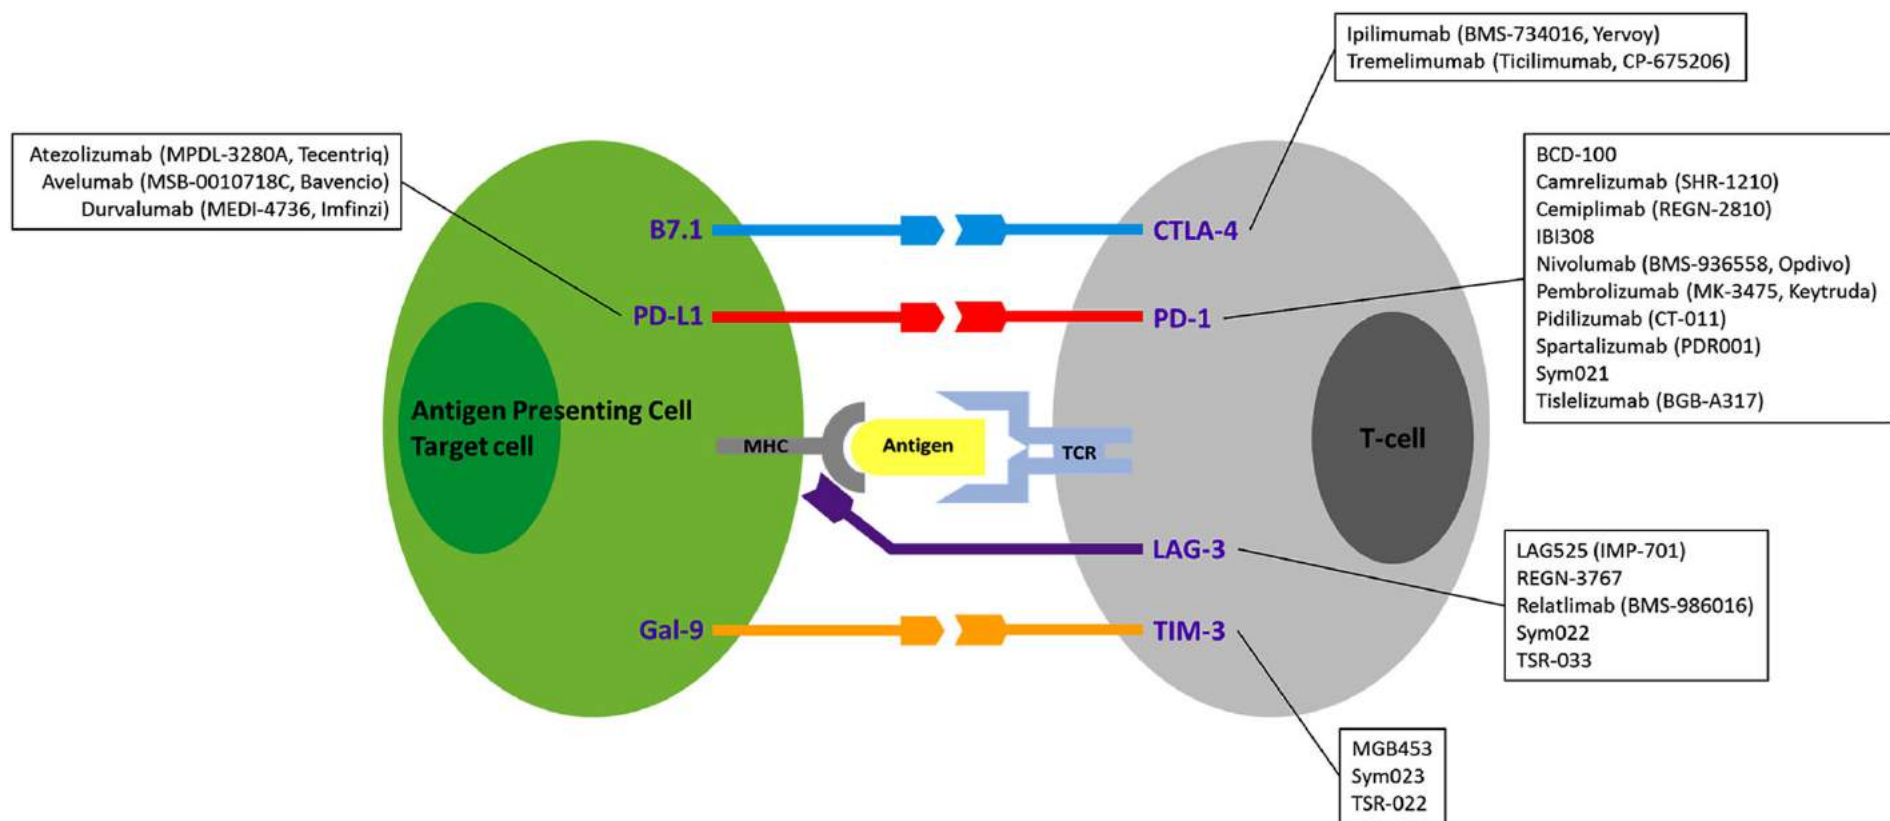 Ipilimumab (BMS-734016, Yervoy)
Tremelimumab (Ticilimumab, CP-675206)
Atezolizumab (MPDL-3280A, Tecentriq)
Avelumab (MSB-0010718C, Bavencio)
Durvalumab (MEDI-4736, Imfinzi)
BCD-100
Camrelizumab (SHR-1210)
Cemiplimab (REGN-2810)
IBI308
Nivolumab (BMS-936558, Opdivo)
Pembrolizumab (MK-3475, Keytruda)
Pidilizumab (CT-011)
Spartalizumab (PDR001)
Sym021
Tislelizumab (BGB-A317)
B7.1
CTLA-4
PD-L1
PD-1
Antigen Presenting Cell
Target cell
MHC
Antigen
TCR
T-cell
LAG-3
Gal-9
TIM-3
LAG525 (IMP-701)
REGN-3767
Relatlimab (BMS-986016)
Sym022
TSR-033
MGB453
Sym023
TSR-022